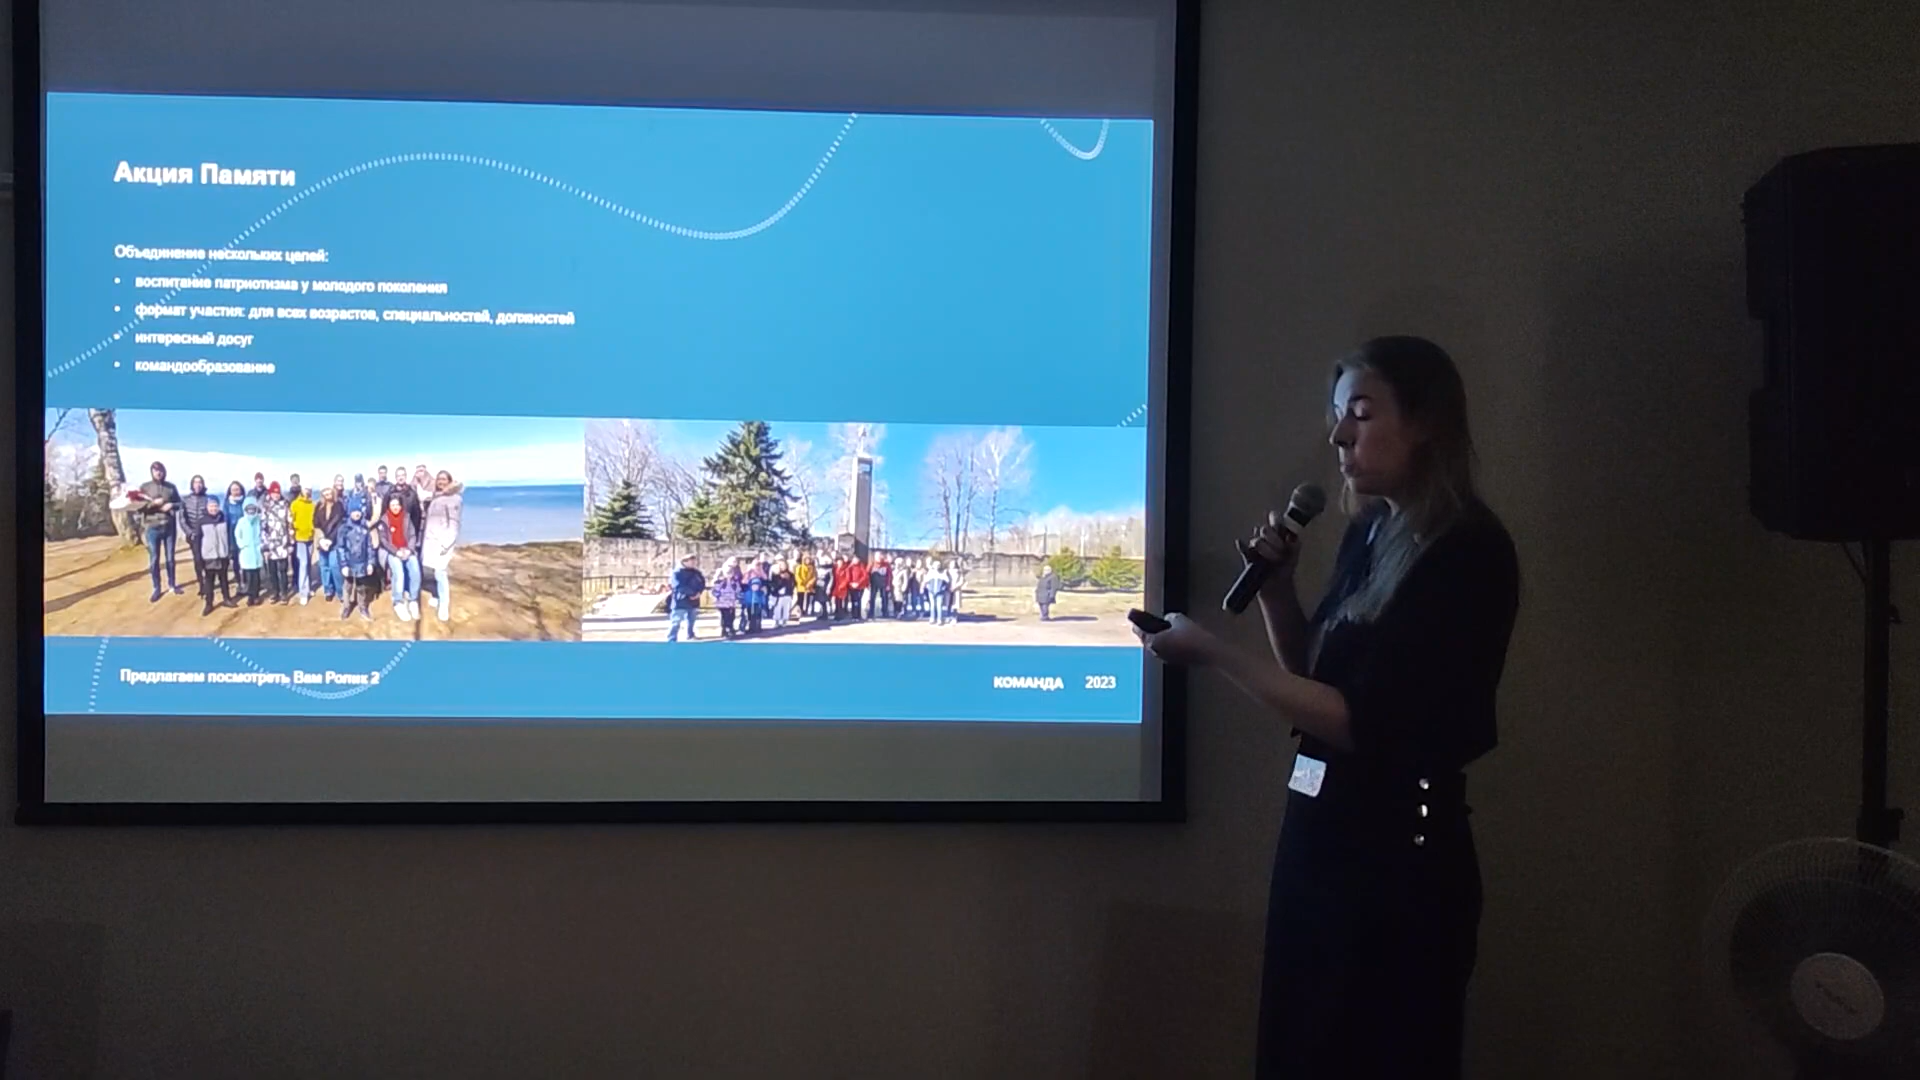 Акция Памяти
Объединение нескольких целей:
• воспитание патриотизма у молодого поколения
• формат участия: для всех возрастов, специальностей, должностей
• интересный досуг
• командообразование
Предлагаем посмотреть Вам Ролик 2
КОМАНДА 2023